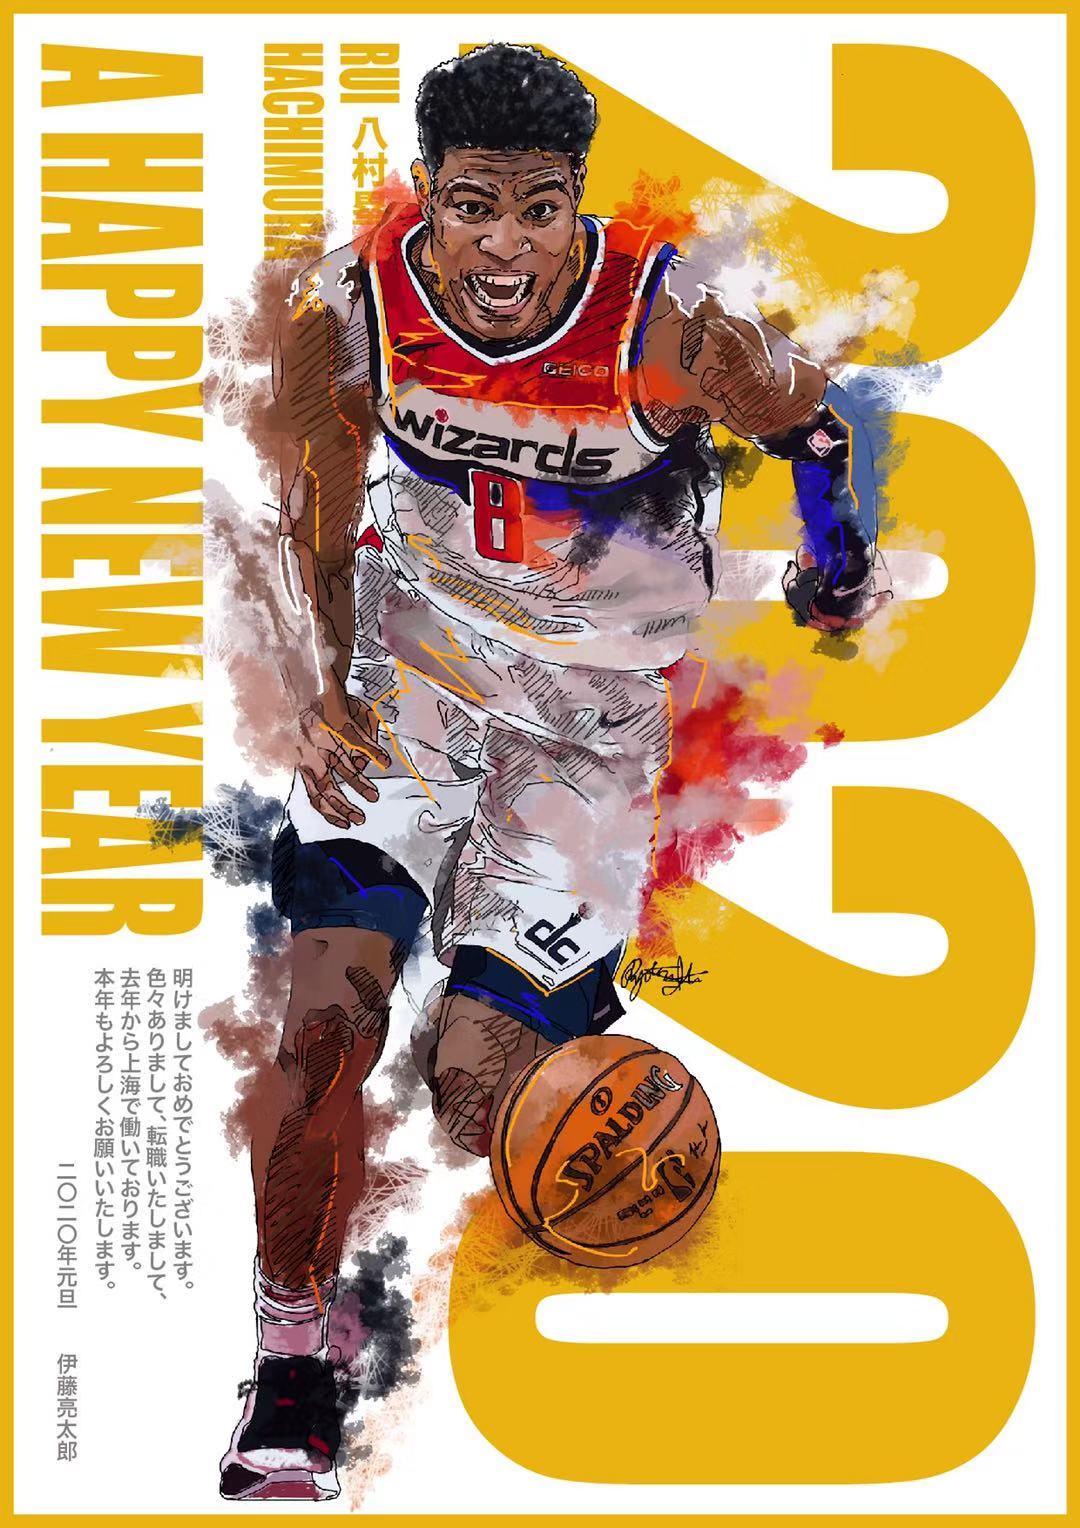 2020
A HAPPY NEW YEAR
RUI
HACHIMURA
八村塁
GEICO
wizards
8
dc
SPALDING
明けましておめでとうございます。
色々ありまして、転職いたしまして、
去年から上海で働いております。
本年もよろしくお願いいたします。
二〇二〇年元旦
伊藤亮太郎